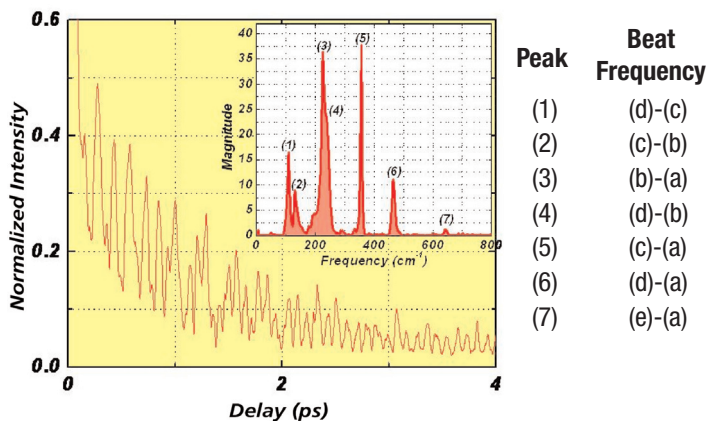 0.6
0.4
0.2
0.0
0
2
4
Normalized Intensity
Delay (ps)
40
35
30
25
20
15
10
5
0
0
200
400
600
800
Magnitude
Frequency (cm⁻¹)
(1)
(2)
(3)
(4)
(5)
(6)
(7)
Peak Beat Frequency
(1) (d)-(c)
(2) (c)-(b)
(3) (b)-(a)
(4) (d)-(b)
(5) (c)-(a)
(6) (d)-(a)
(7) (e)-(a)